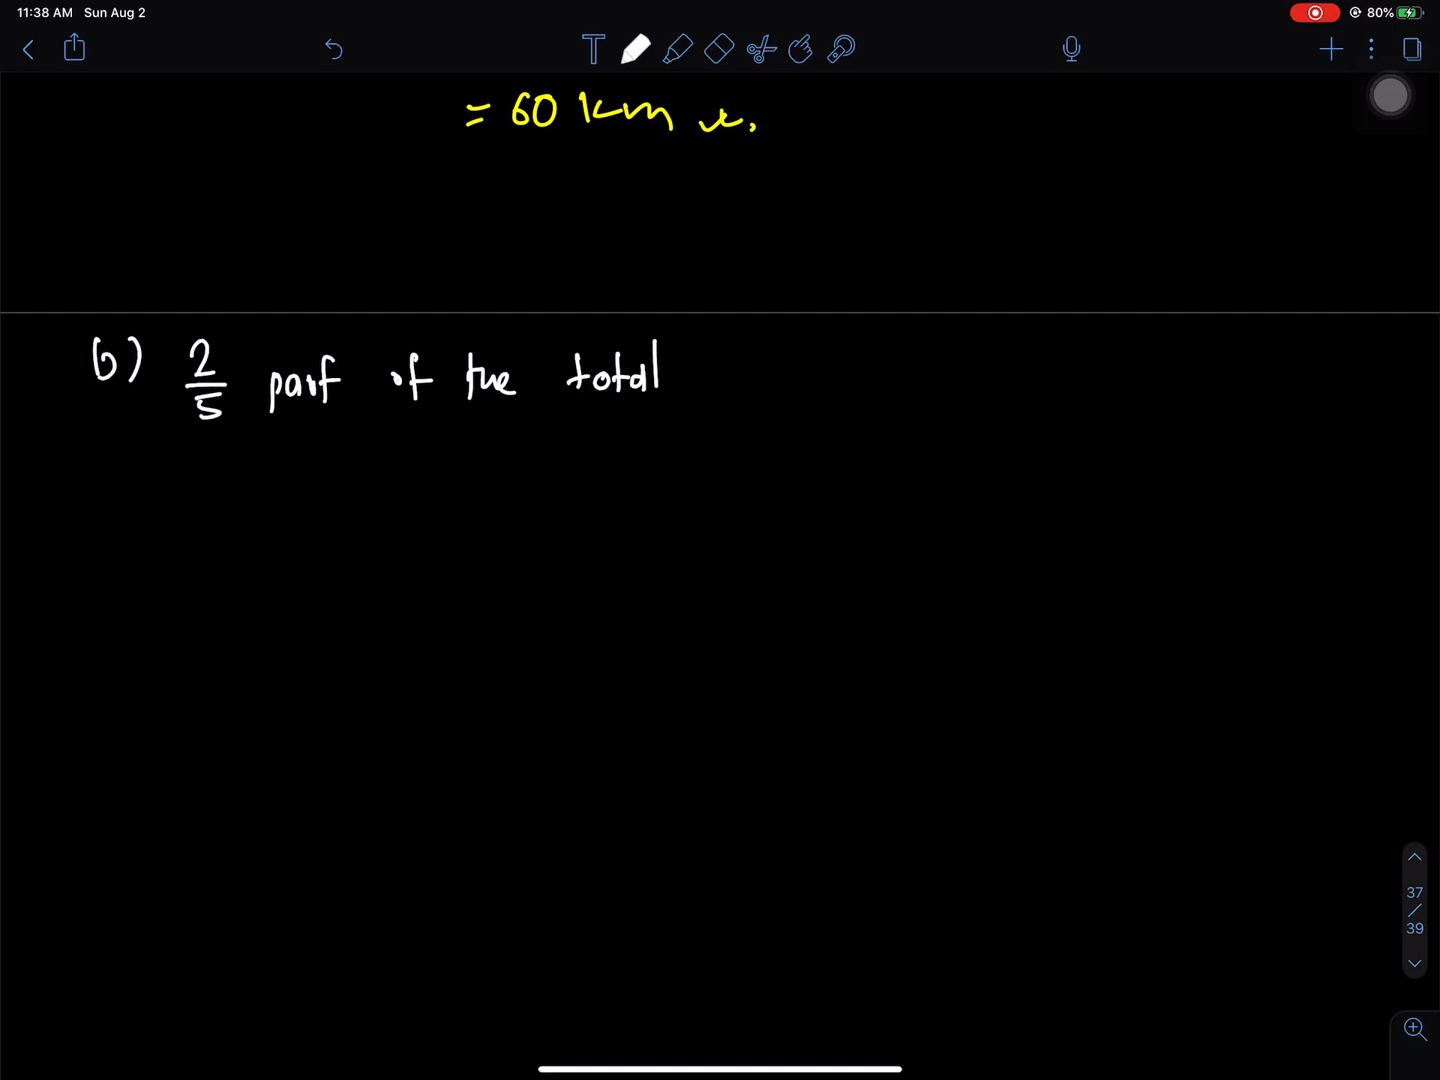 11:38 AM Sun Aug 2
80%
= 60 km
b) 2/5 part of the total
37
39